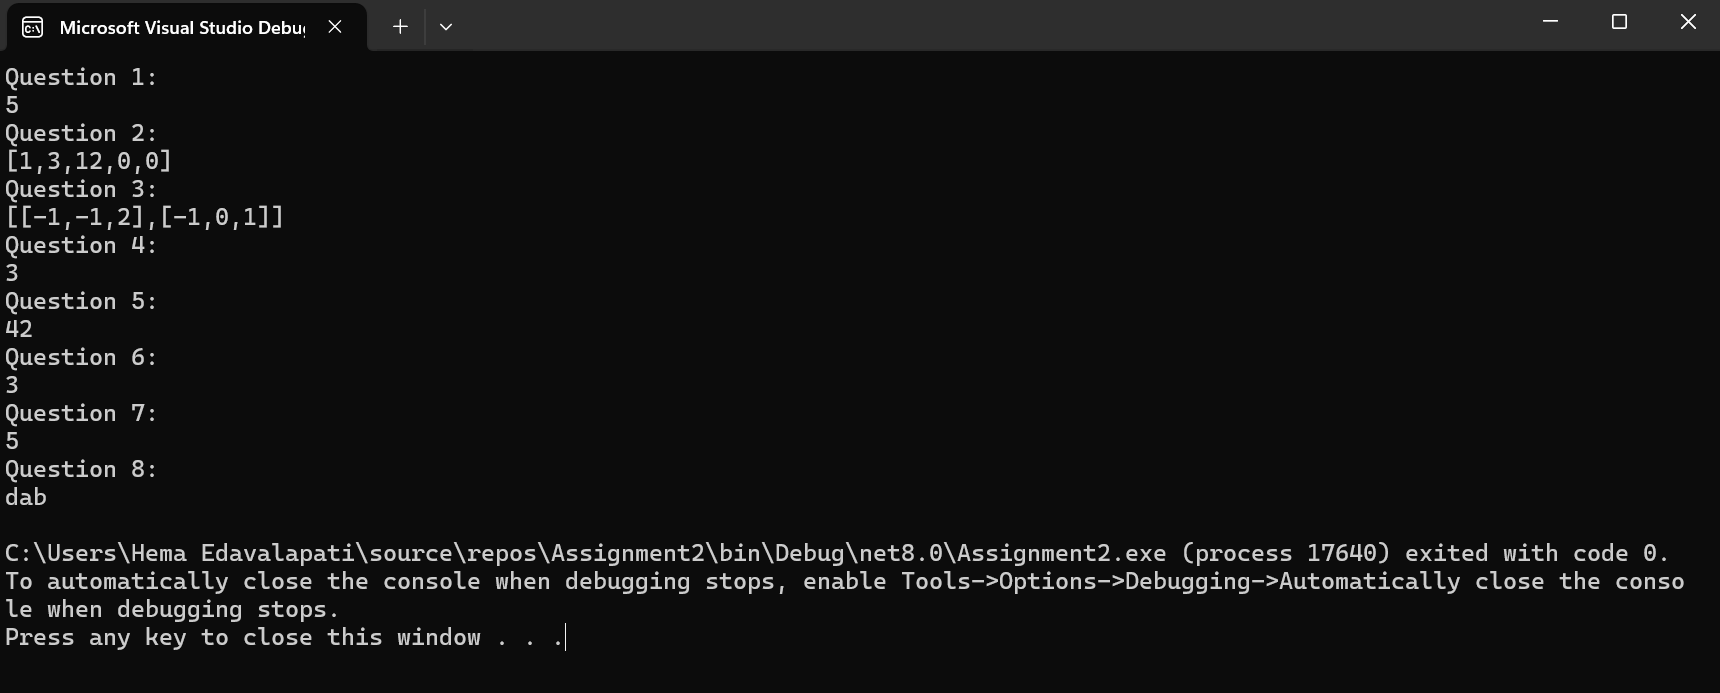 Microsoft Visual Studio Debu
Question 1:
5
Question 2:
[1,3,12,0,0]
Question 3:
[[-1,-1,2],[-1,0,1]]
Question 4:
3
Question 5:
42
Question 6:
3
Question 7:
5
Question 8:
dab
C:\Users\Hema Edavalapati\source\repos\Assignment2\bin\Debug\net8.0\Assignment2.exe (process 17640) exited with code 0.
To automatically close the console when debugging stops, enable Tools->Options->Debugging->Automatically close the conso
le when debugging stops.
Press any key to close this window . . .